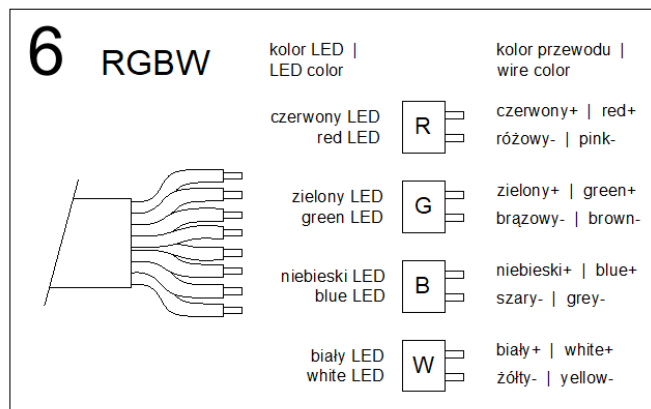 6 RGBW
kolor LED |
LED color
kolor przewodu |
wire color
czerwony LED
red LED
R
czerwony+ | red+
różowy- | pink-
zielony LED
green LED
G
zielony+ | green+
brązowy- | brown-
niebieski LED
blue LED
B
niebieski+ | blue+
szary- | grey-
biały LED
white LED
W
biały+ | white+
żółty- | yellow-